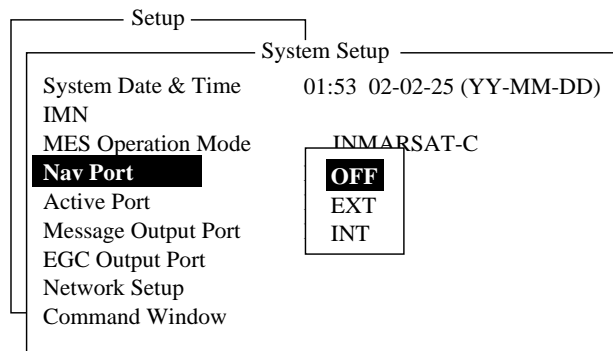 Setup
System Setup
System Date & Time 01:53 02-02-25 (YY-MM-DD)
IMN
MES Operation Mode INMARSAT-C
Nav Port OFF
Active Port EXT
Message Output Port INT
EGC Output Port
Network Setup
Command Window